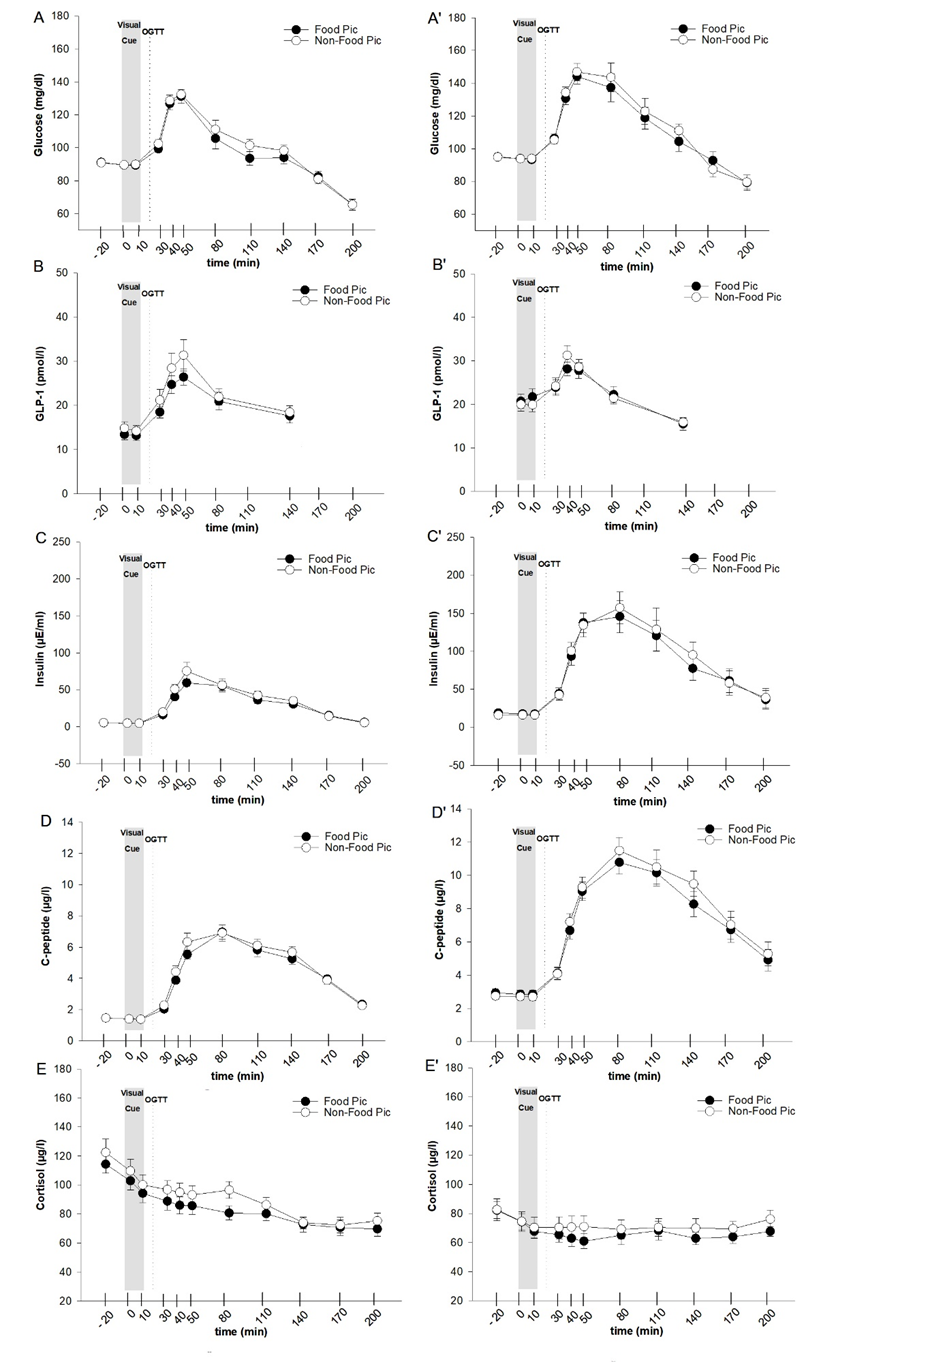 A
180
160
140
120
100
80
60
Glucose (mg/dl)
Visual
Cue
OGTT
Food Pic
Non-Food Pic
-20 0 10 30 40 50 80 110 140 170 200
time (min)
A'
180
160
140
120
100
80
60
Glucose (mg/dl)
Visual
Cue
OGTT
Food Pic
Non-Food Pic
-20 0 10 30 40 50 80 110 140 170 200
time (min)
B
50
40
30
20
10
0
GLP-1 (pmol/l)
Visual
Cue
OGTT
Food Pic
Non-Food Pic
-20 0 10 30 40 50 80 140 170 200
time (min)
B'
50
40
30
20
10
0
GLP-1 (pmol/l)
Visual
Cue
OGTT
Food Pic
Non-Food Pic
-20 0 10 30 40 50 80 110 140 170 200
time (min)
C
250
200
150
100
50
0
-50
Insulin (µE/ml)
Visual
Cue
OGTT
Food Pic
Non-Food Pic
-20 0 10 30 40 50 80 110 140 170 200
time (min)
C'
250
200
150
100
50
0
-50
Insulin (µE/ml)
Visual
Cue
OGTT
Food Pic
Non-Food Pic
-20 0 10 30 40 50 80 110 140 170 200
time (min)
D
14
12
10
8
6
4
2
0
C-peptide (µg/l)
Visual
Cue
OGTT
Food Pic
Non-Food Pic
-20 0 10 30 40 50 80 110 140 170 200
time (min)
D'
14
12
10
8
6
4
2
0
C-peptide (µg/l)
Visual
Cue
OGTT
Food Pic
Non-Food Pic
-20 0 10 30 40 50 80 110 140 170 200
time (min)
E
180
160
140
120
100
80
60
40
20
Cortisol (µg/l)
Visual
Cue
OGTT
Food Pic
Non-Food Pic
-20 0 10 30 40 50 80 110 140 170 200
time (min)
E'
180
160
140
120
100
80
60
40
20
Cortisol (µg/l)
Visual
Cue
OGTT
Food Pic
Non-Food Pic
-20 0 10 30 40 50 80 110 140 170 200
time (min)